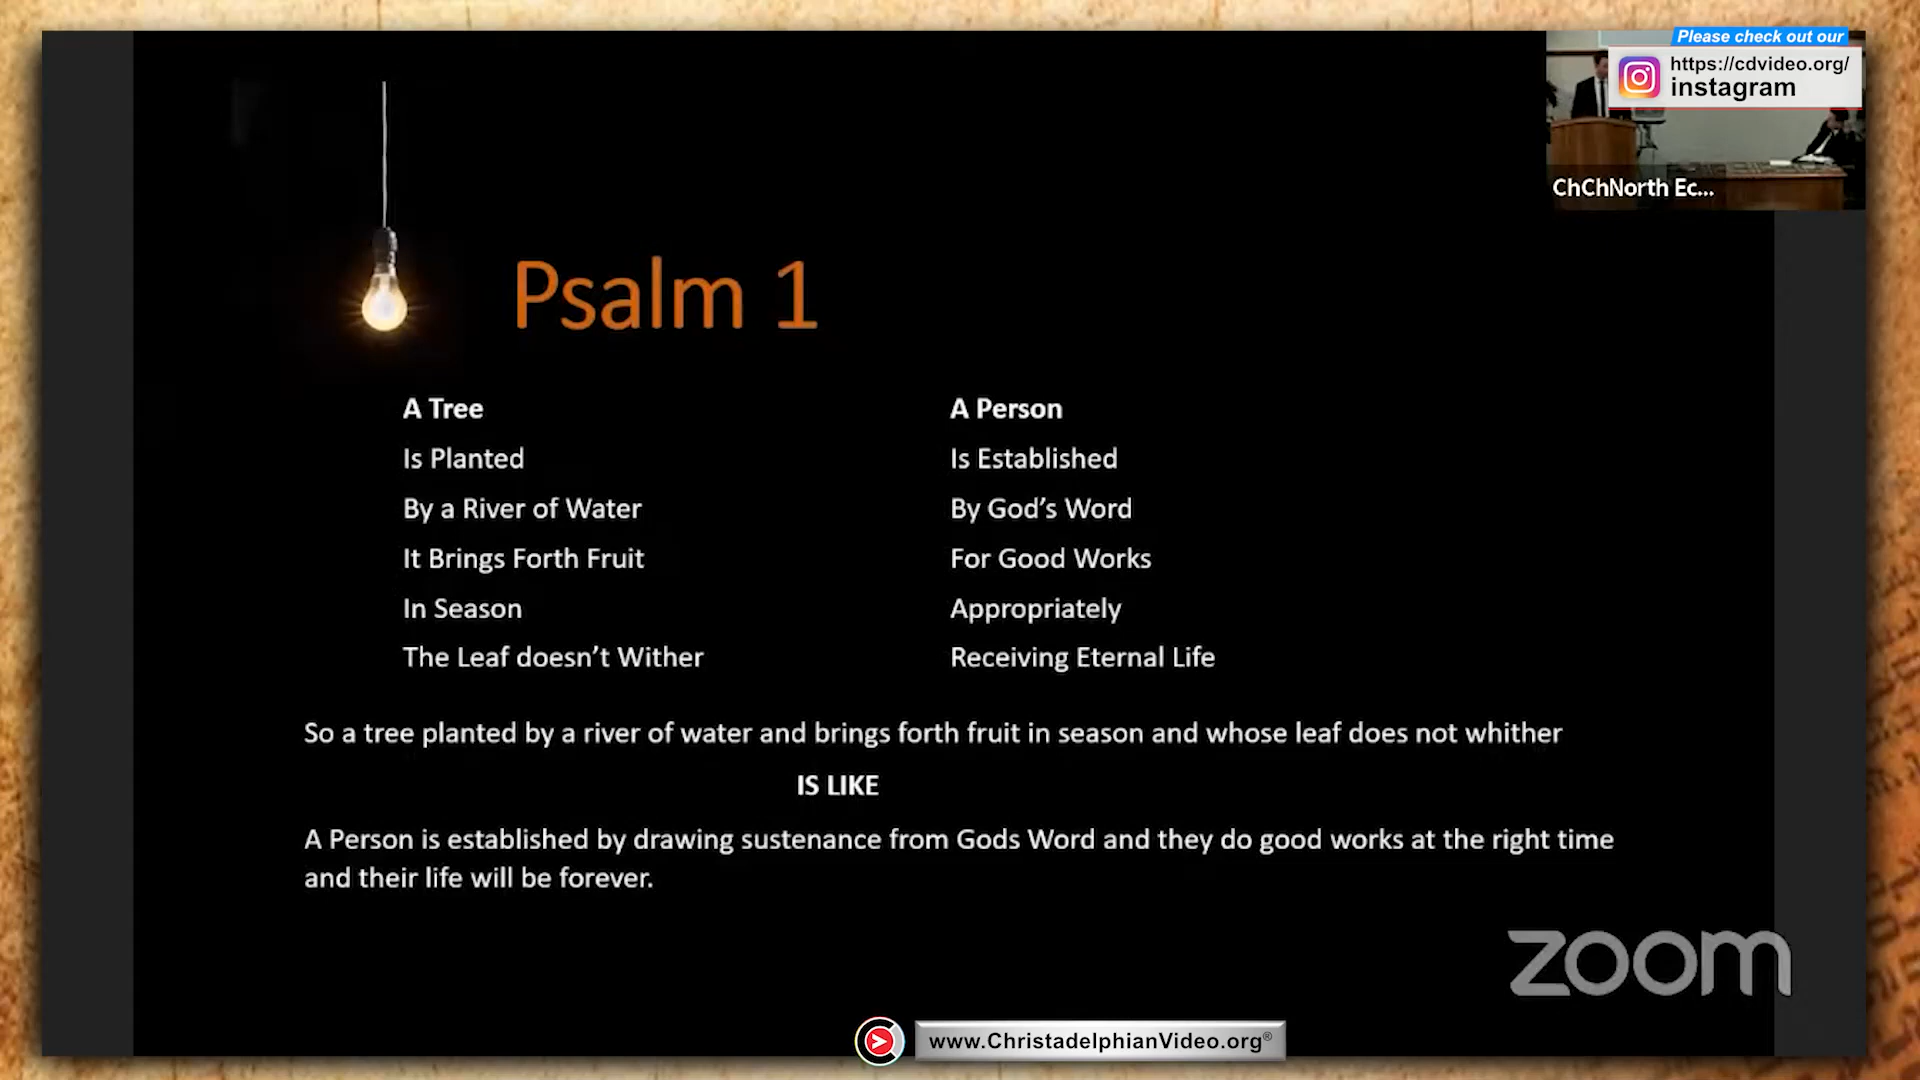 Please check out our
https://cdvideo.org/
instagram
ChChNorth Ec...
Psalm 1
A Tree
A Person
Is Planted
Is Established
By a River of Water
By God's Word
It Brings Forth Fruit
For Good Works
In Season
Appropriately
The Leaf doesn't Wither
Receiving Eternal Life
So a tree planted by a river of water and brings forth fruit in season and whose leaf does not whither
IS LIKE
A Person is established by drawing sustenance from Gods Word and they do good works at the right time
and their life will be forever.
zoom
www.ChristadelphianVideo.org®